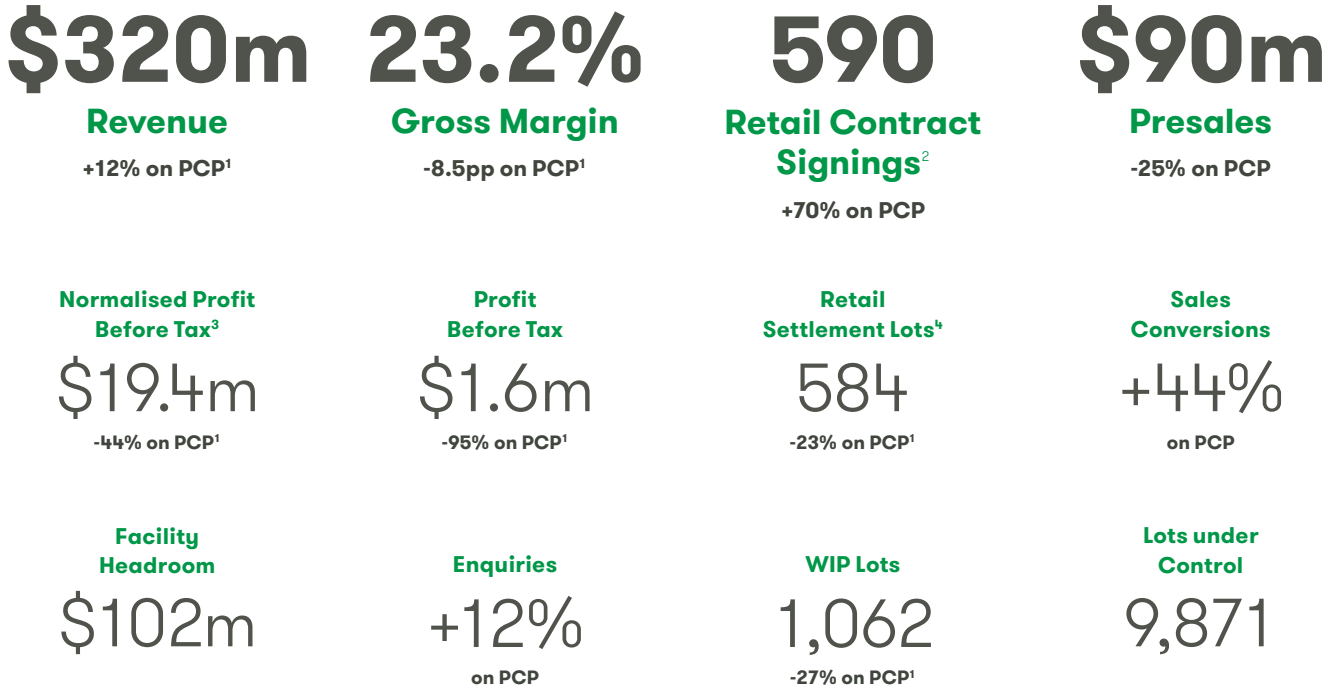 $320m
Revenue
+12% on PCP¹
23.2%
Gross Margin
-8.5pp on PCP¹
590
Retail Contract
Signings²
+70% on PCP
$90m
Presales
-25% on PCP
Normalised Profit
Before Tax³
$19.4m
-44% on PCP¹
Profit
Before Tax
$1.6m
-95% on PCP¹
Retail
Settlement Lots⁴
584
-23% on PCP¹
Sales
Conversions
+44%
on PCP
Facility
Headroom
$102m
Enquiries
+12%
on PCP
WIP Lots
1,062
-27% on PCP¹
Lots under
Control
9,871